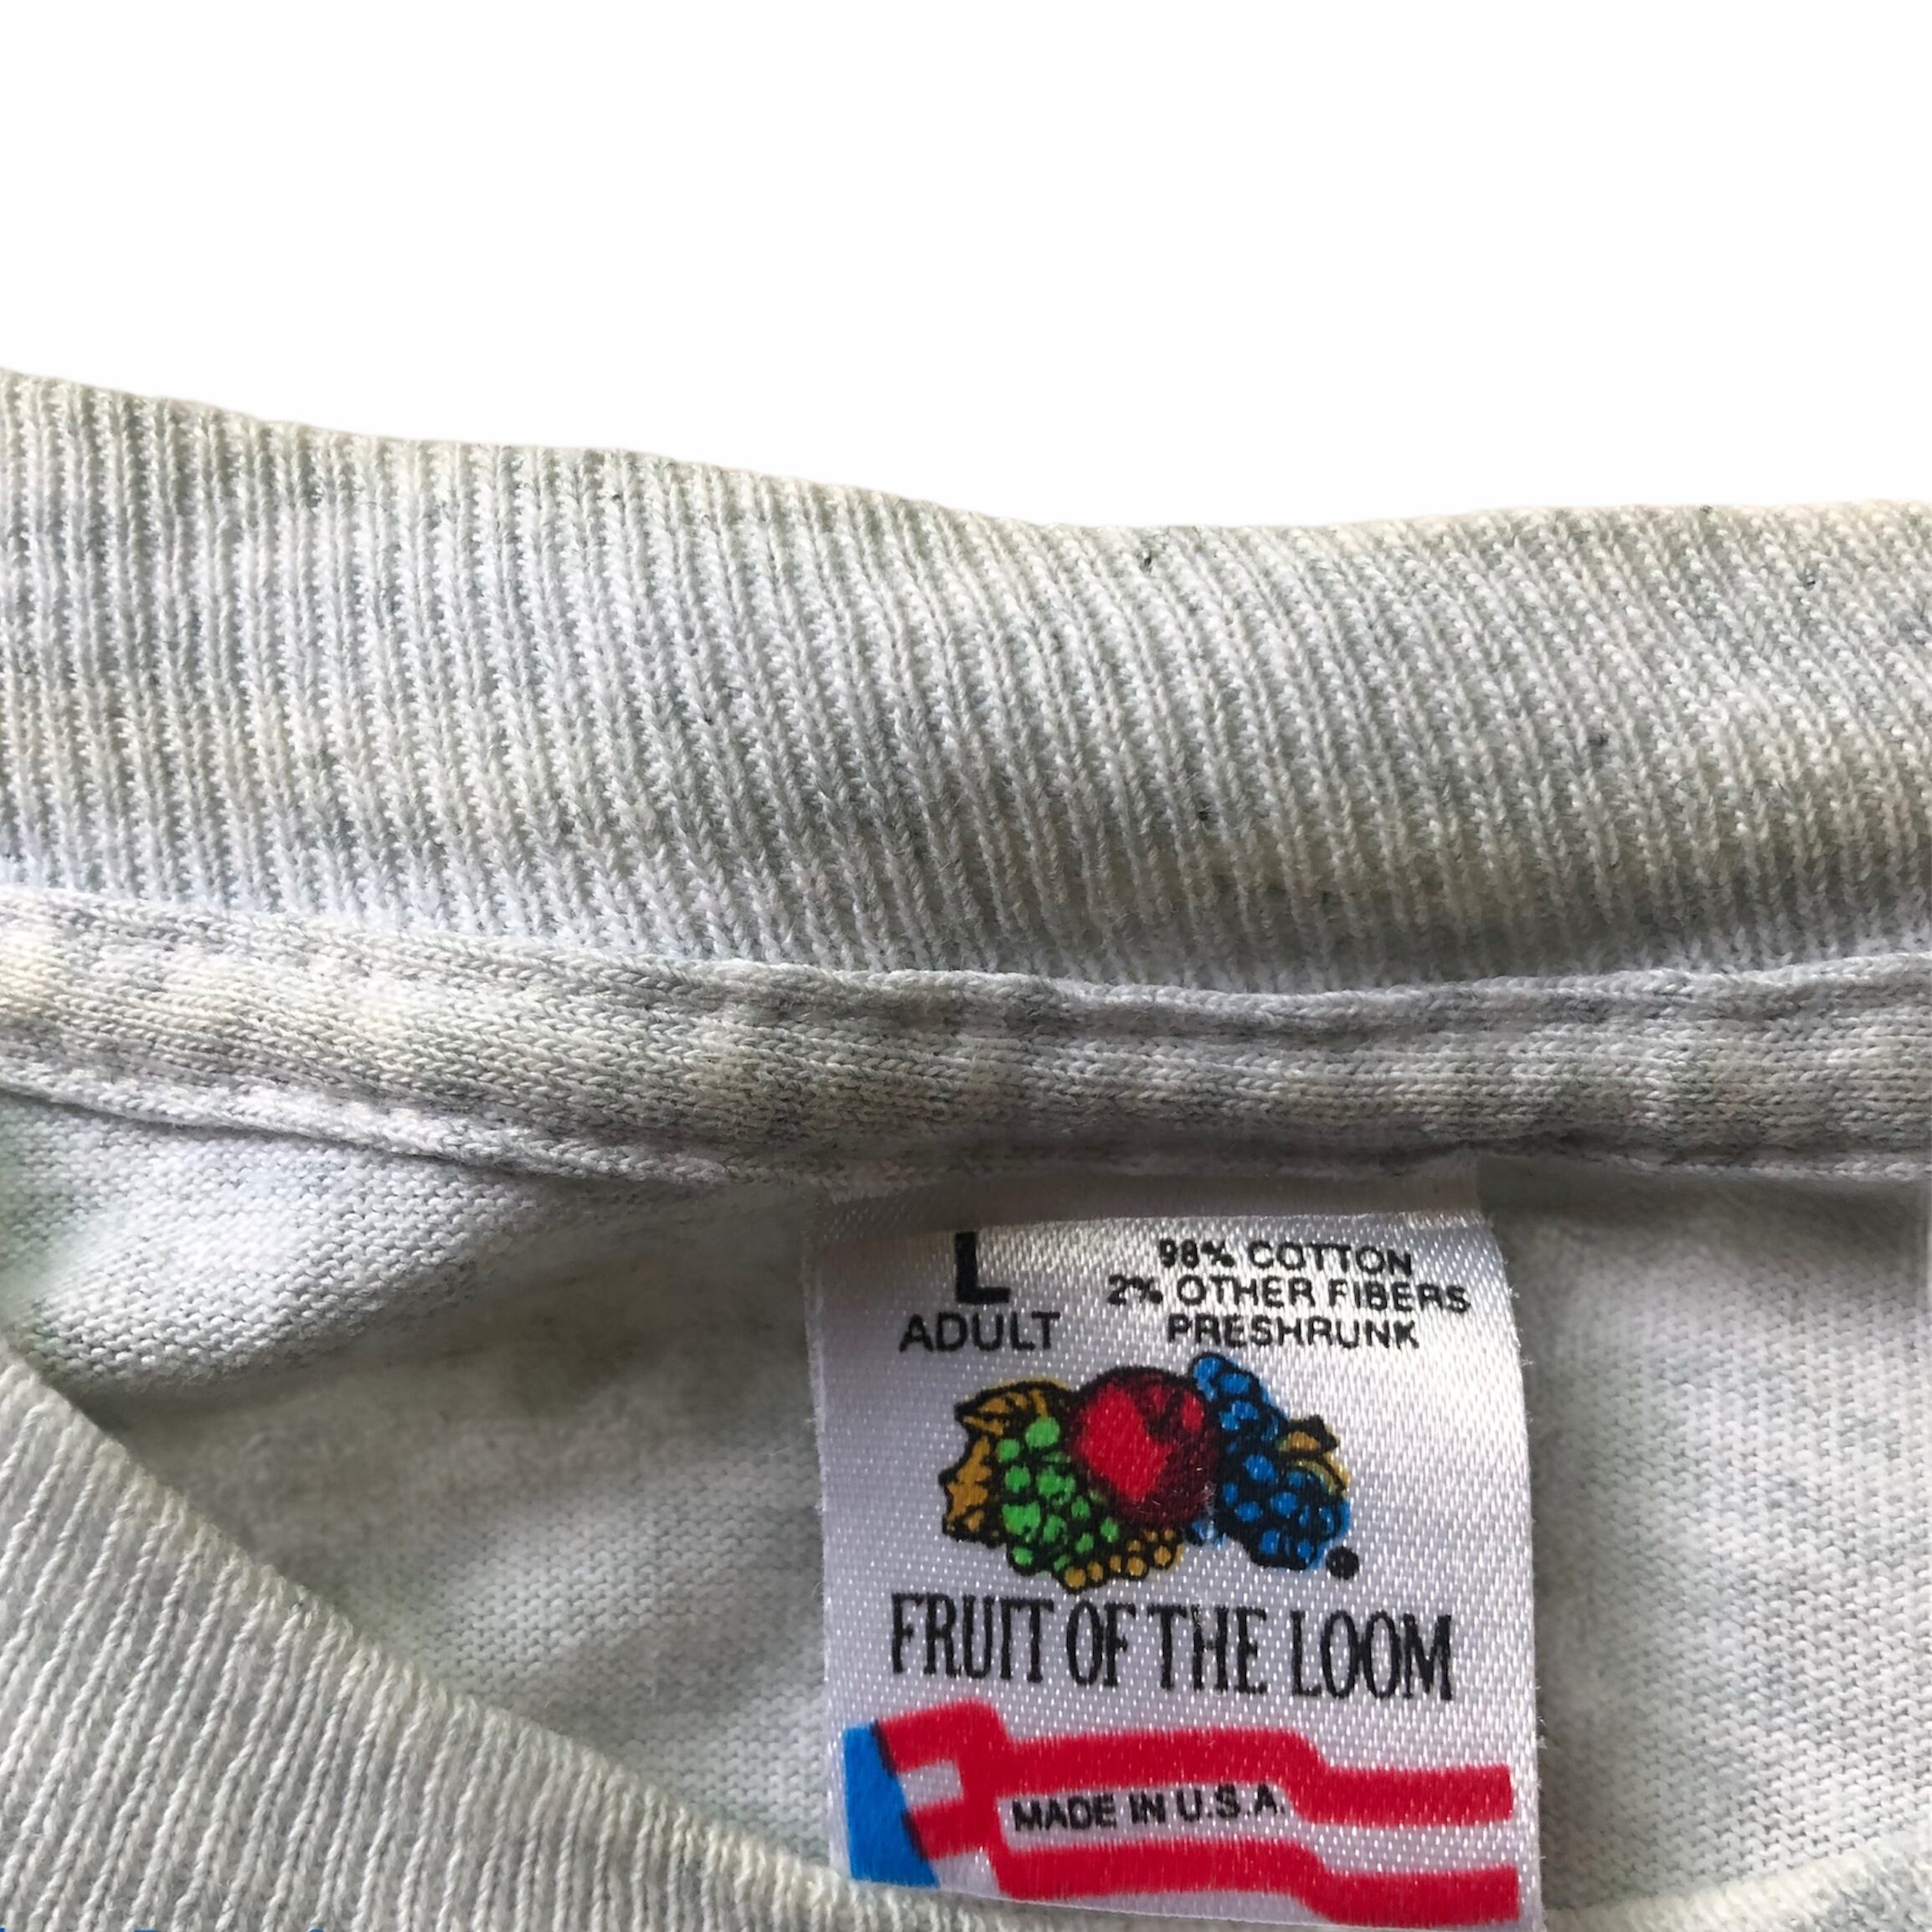 L
ADULT
98% COTTON
2% OTHER FIBERS
PRESHRUNK
FRUIT OF THE LOOM
MADE IN U.S.A.